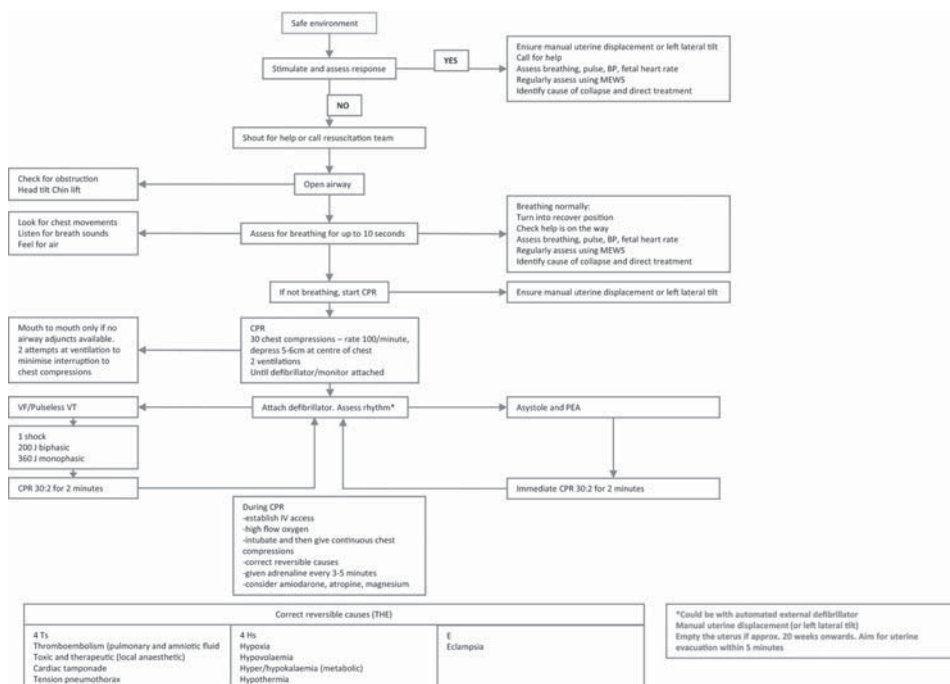 Safe environment
Stimulate and assess response
YES
Ensure manual uterine displacement or left lateral tilt
Call for help
Assess breathing, pulse, BP, fetal heart rate
Regularly assess using MEWS
Identify cause of collapse and direct treatment
NO
Shout for help or call resuscitation team
Check for obstruction
Head tilt Chin lift
Open airway
Look for chest movements
Listen for breath sounds
Feel for air
Assess for breathing for up to 10 seconds
Breathing normally:
Turn into recover position
Check help is on the way
Assess breathing, pulse, BP, fetal heart rate
Regularly assess using MEWS
Identify cause of collapse and direct treatment
If not breathing, start CPR
Ensure manual uterine displacement or left lateral tilt
Mouth to mouth only if no
airway adjuncts available.
2 attempts at ventilation to
minimise interruption to
chest compressions
CPR
30 chest compressions – rate 100/minute,
depress 5-6cm at centre of chest
2 ventilations
Until defibrillator/monitor attached
VF/Pulseless VT
Attach defibrillator. Assess rhythm*
Asystole and PEA
1 shock
200 J biphasic
360 J monophasic
CPR 30:2 for 2 minutes
Immediate CPR 30:2 for 2 minutes
During CPR
-establish IV access
-high flow oxygen
-intubate and then give continuous chest
compressions
-correct reversible causes
-given adrenaline every 3-5 minutes
-consider amiodarone, atropine, magnesium
Correct reversible causes (THE)
4 Ts
Thromboembolism (pulmonary and amniotic fluid
Toxic and therapeutic (local anaesthetic)
Cardiac tamponade
Tension pneumothorax
4 Hs
Hypoxia
Hypovolaemia
Hyper/hypokalaemia (metabolic)
Hypothermia
E
Eclampsia
*Could be with automated external defibrillator
Manual uterine displacement (or left lateral tilt)
Empty the uterus if approx. 20 weeks onwards. Aim for uterine
evacuation within 5 minutes